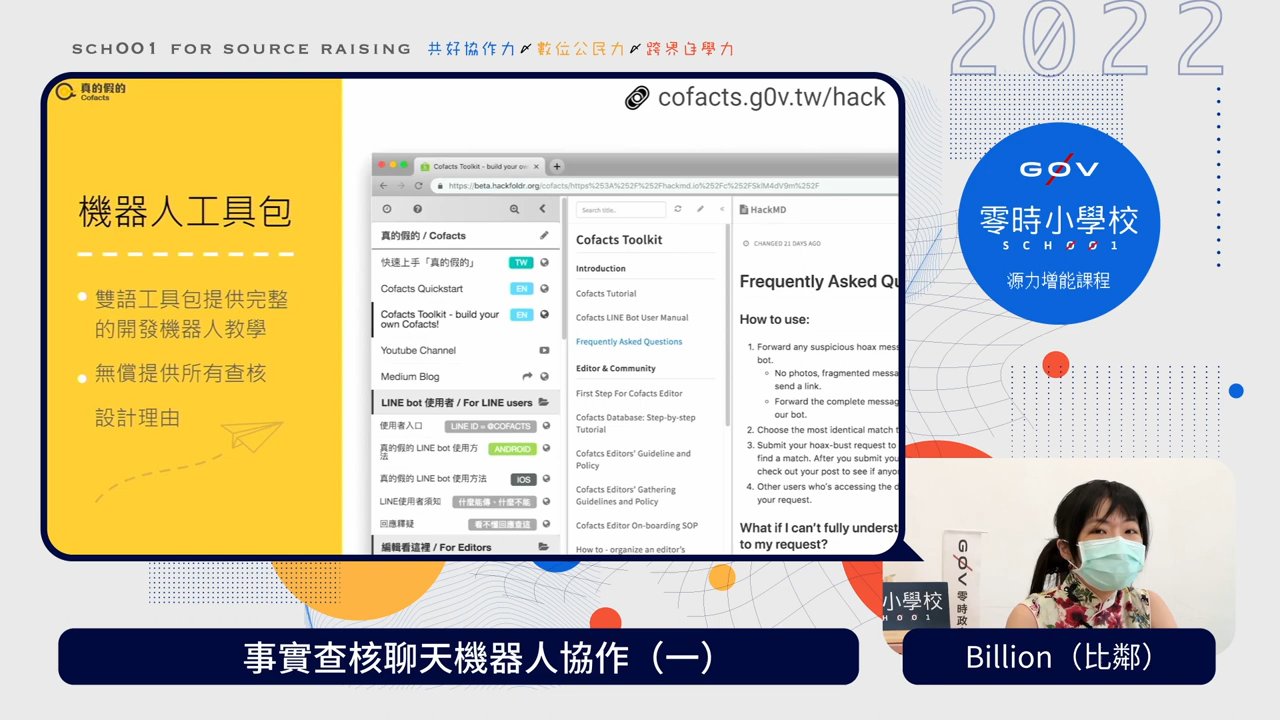 SCHOO1 FOR SOURCE RAISING 共好協作力 數位公民力 跨界自學力
2022
真的假的
Cofacts
cofacts.g0v.tw/hack
機器人工具包
雙語工具包提供完整
的開發機器人教學
無償提供所有查核
設計理由
Cofacts Toolkit - build your ow
https://beta.hackfoldr.org/cofacts/https%253A%252F%252Fhackmd.io%252Fc%252FSklM4dV9m%252F
真的假的 / Cofacts
快速上手「真的假的」 TW
Cofacts Quickstart EN
Cofacts Toolkit - build your EN
own Cofacts!
Youtube Channel
Medium Blog
LINE bot 使用者 / For LINE users
使用者入口 LINE ID = @COFACTS
真的假的 LINE bot 使用方 ANDROID
法
真的假的 LINE bot 使用方法 IOS
LINE使用者須知 什麼能傳、什麼不能
回應釋疑 看不懂回應查這
編輯看這裡 / For Editors
Search title..
Cofacts Toolkit
Introduction
Cofacts Tutorial
Cofacts LINE Bot User Manual
Frequently Asked Questions
Editor & Community
First Step For Cofacts Editor
Cofacts Database: Step-by-step
Tutorial
Cofacts Editors' Guideline and
Policy
Cofacts Editors' Gathering
Guidelines and Policy
Cofacts Editor On-boarding SOP
How to - organize an editor's
HackMD
CHANGED 21 DAYS AGO
Frequently Asked Qu
How to use:
1. Forward any suspicious hoax mess
bot.
No photos, fragmented messa
send a link.
Forward the complete messag
our bot.
2. Choose the most identical match t
3. Submit your hoax-bust request to
find a match. After you submit you
check out your post to see if anyo
4. Other users who's accessing the d
your request.
What if I can't fully underst
to my request?
G0V
零時小學校
SCHOO1
源力增能課程
G0V 零時政
小學校
HOO1
事實查核聊天機器人協作（一）
Billion（比鄰）